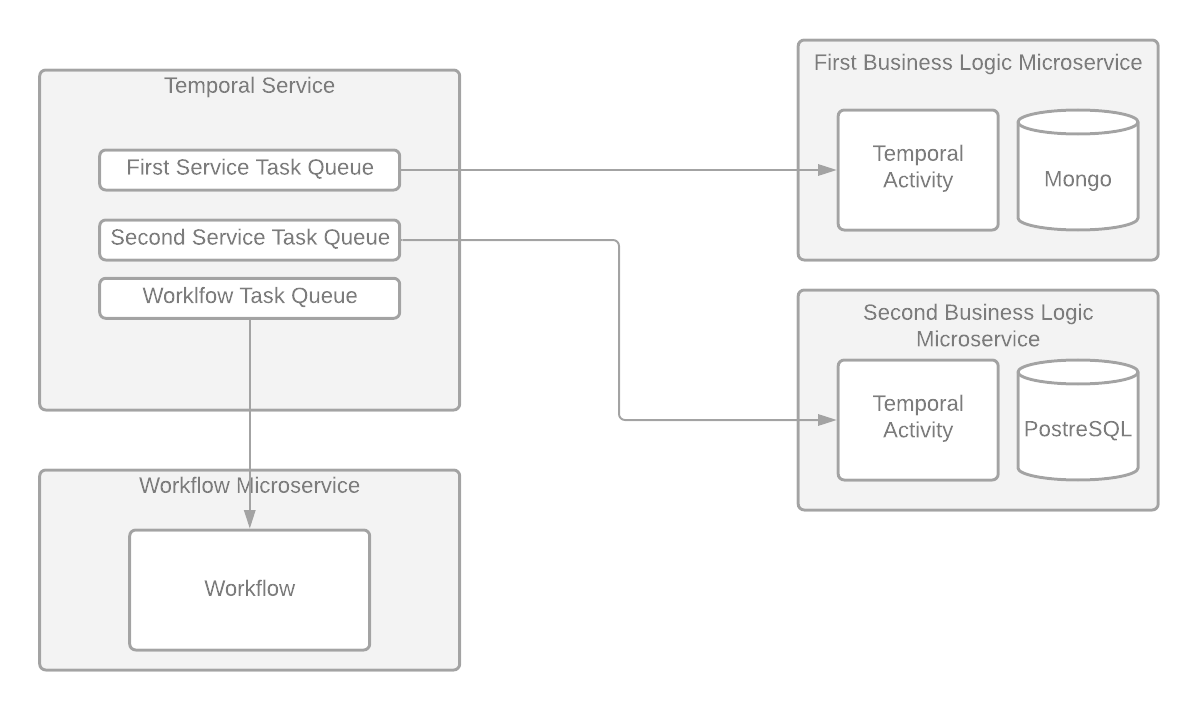 Temporal Service
First Service Task Queue
Second Service Task Queue
Worklfow Task Queue
Workflow Microservice
Workflow
First Business Logic Microservice
Temporal
Activity
Mongo
Second Business Logic
Microservice
Temporal
Activity
PostreSQL